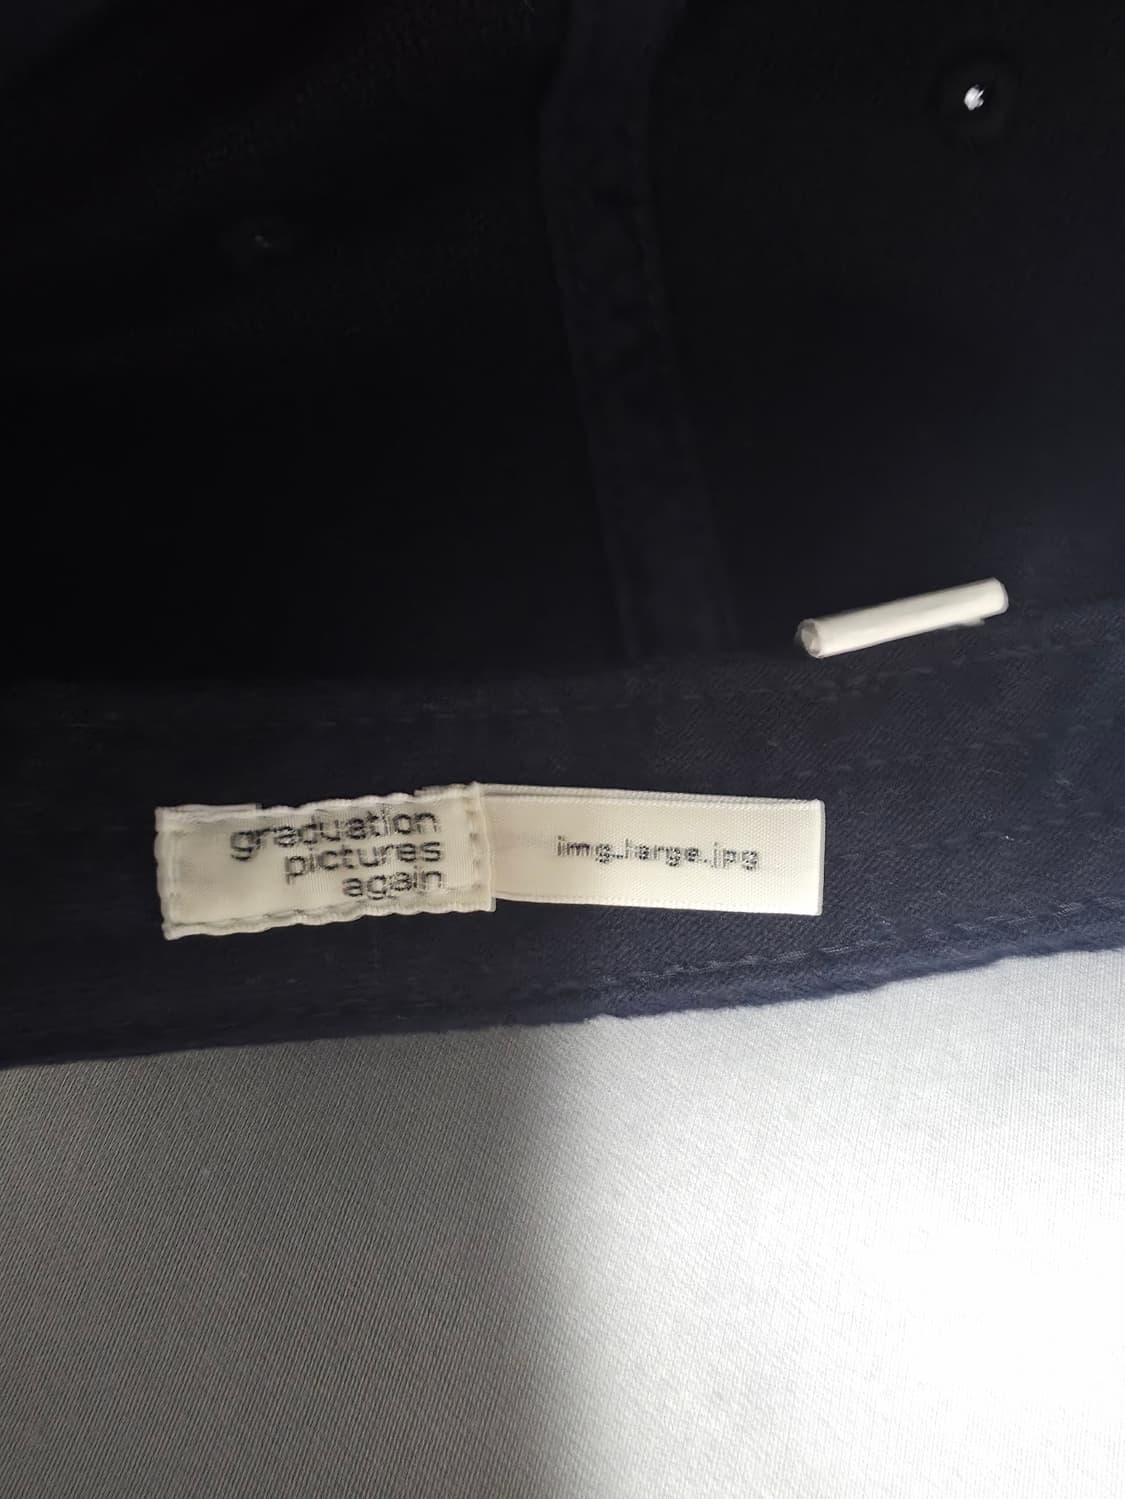 graduation
pictures
again
img_large.jpg